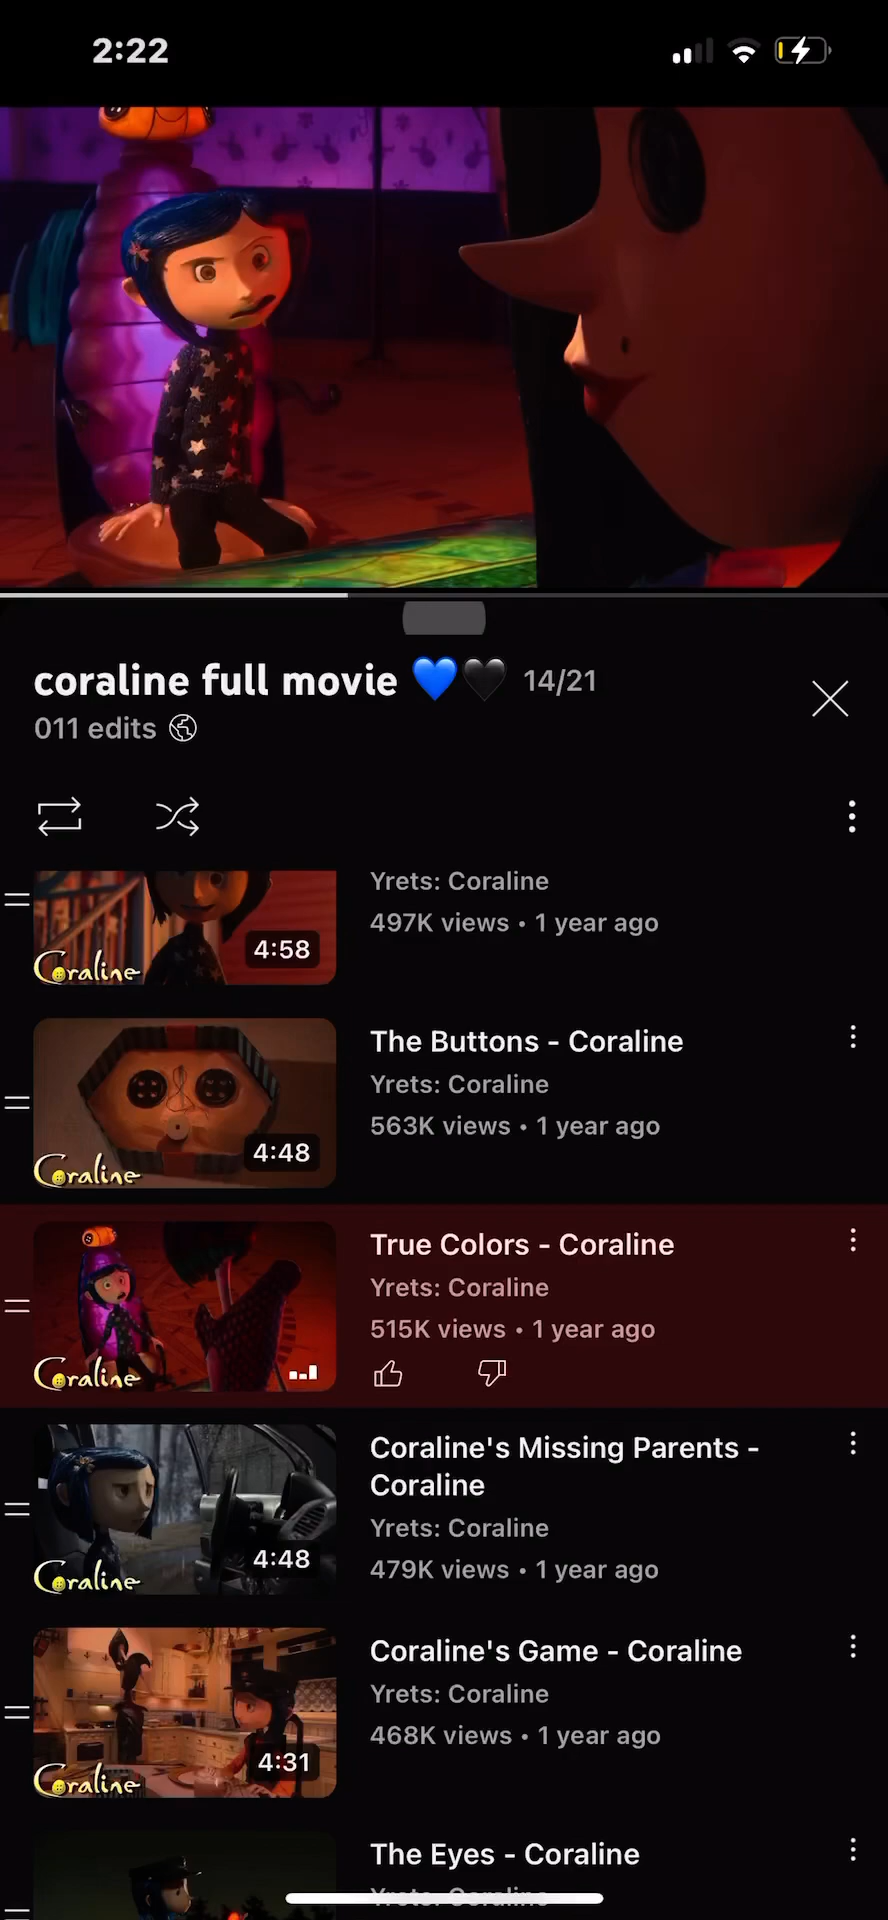 2:22
coraline full movie 💙🖤 14/21
011 edits
Yrets: Coraline
497K views • 1 year ago
4:58
Coraline
The Buttons - Coraline
Yrets: Coraline
563K views • 1 year ago
4:48
Coraline
True Colors - Coraline
Yrets: Coraline
515K views • 1 year ago
Coraline
Coraline's Missing Parents -
Coraline
Yrets: Coraline
479K views • 1 year ago
4:48
Coraline
Coraline's Game - Coraline
Yrets: Coraline
468K views • 1 year ago
4:31
Coraline
The Eyes - Coraline
Yrets: Coraline